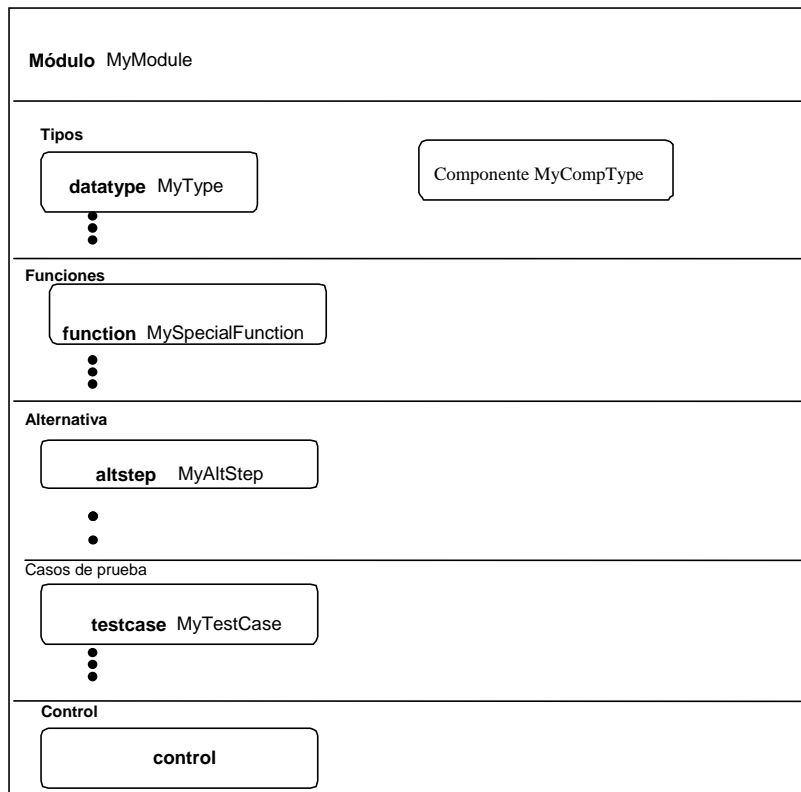 Módulo MyModule
Tipos
datatype MyType
Componente MyCompType
Funciones
function MySpecialFunction
Alternativa
altstep MyAltStep
Casos de prueba
testcase MyTestCase
Control
control